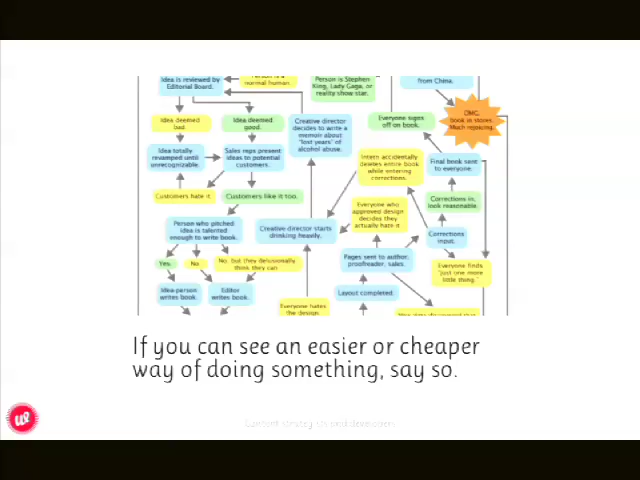 Idea is reviewed by
Editorial Board.
normal human.
Person is Stephen
King, Lady Gaga, or
reality show star.
from China.
OMG,
book in stores.
Much rejoicing.
Idea deemed
bad.
Idea deemed
good.
Creative director
decides to write a
memoir about
"lost years" of
alcohol abuse.
Everyone signs
off on book.
Idea totally
revamped until
unrecognizable.
Sales reps present
ideas to potential
customers.
Intern accidentally
deletes entire book
while entering
corrections.
Final book sent
to everyone.
Customers hate it.
Customers like it too.
Everyone who
approved design
decides they
actually hate it.
Corrections in,
look reasonable.
Person who pitched
idea is talented
enough to write book.
Creative director starts
drinking heavily.
Corrections
input.
Yes.
No.
No, but they delusionally
think they can.
Pages sent to author,
proofreader, sales.
Everyone finds
"just one more
little thing."
Idea-person
writes book.
Editor
writes book.
Layout completed.
Everyone hates
the design
If you can see an easier or cheaper
way of doing something, say so.